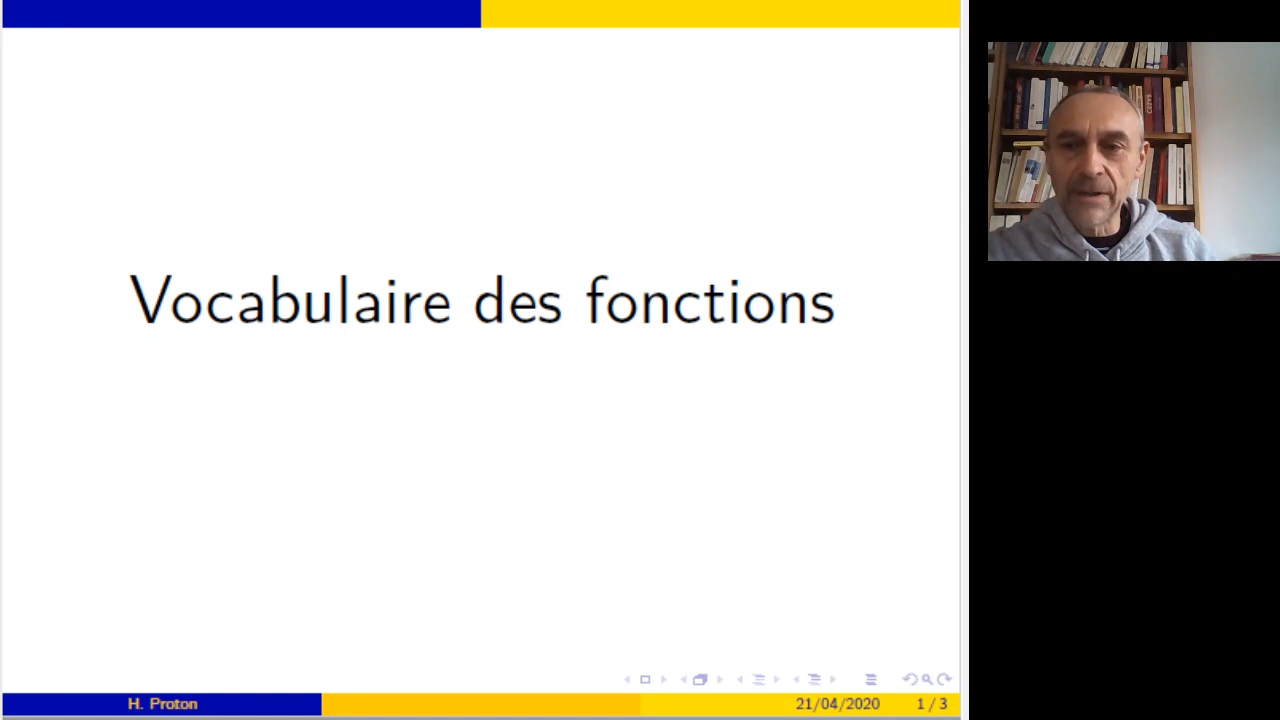 Vocabulaire des fonctions
H. Proton
21/04/2020
1 / 3